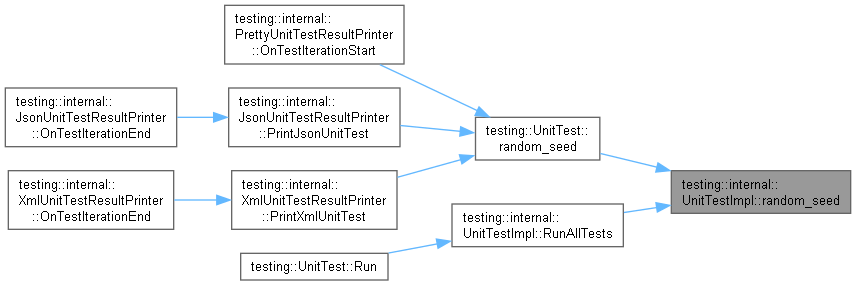 testing::internal::
PrettyUnitTestResultPrinter
::OnTestIterationStart
testing::internal::
JsonUnitTestResultPrinter
::OnTestIterationEnd
testing::internal::
JsonUnitTestResultPrinter
::PrintJsonUnitTest
testing::UnitTest::
random_seed
testing::internal::
XmlUnitTestResultPrinter
::OnTestIterationEnd
testing::internal::
XmlUnitTestResultPrinter
::PrintXmlUnitTest
testing::internal::
UnitTestImpl::random_seed
testing::internal::
UnitTestImpl::RunAllTests
testing::UnitTest::Run